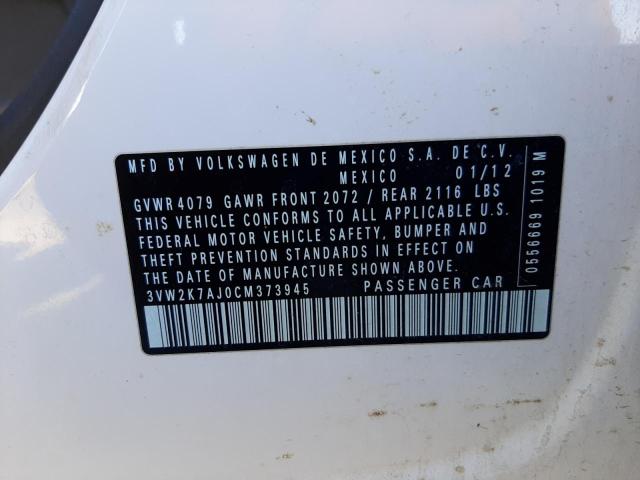 MFD BY VOLKSWAGEN DE MEXICO S.A. DE C.V.
MEXICO 01/12
GVWR 4079 GAWR FRONT 2072 / REAR 2116 LBS
THIS VEHICLE CONFORMS TO ALL APPLICABLE U.S.
FEDERAL MOTOR VEHICLE SAFETY, BUMPER AND
THEFT PREVENTION STANDARDS IN EFFECT ON
THE DATE OF MANUFACTURE SHOWN ABOVE.
3VW2K7AJ0CM373945 PASSENGER CAR
0556669 1019 M